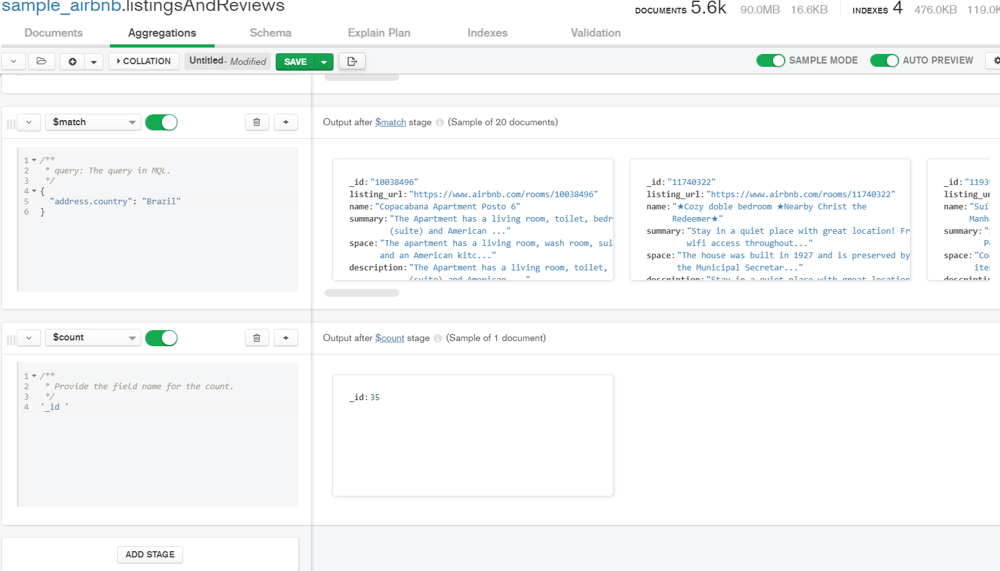 sample_airbnb.listingsAndReviews
DOCUMENTS 5.6k 90.0MB 16.6KB INDEXES 4 476.0KB 119.0K
Documents Aggregations Schema Explain Plan Indexes Validation
COLLATION Untitled- Modified SAVE SAMPLE MODE AUTO PREVIEW
$match
Output after $match stage (Sample of 20 documents)
1 /**
2 * query: The query in MQL.
3 */
4 {
5 "address.country": "Brazil"
6 }
_id: "10038496"
listing_url: "https://www.airbnb.com/rooms/10038496"
name: "Copacabana Apartment Posto 6"
summary: "The Apartment has a living room, toilet, bedr
(suite) and American ..."
space: "The apartment has a living room, wash room, sui
and an American kitc..."
description: "The Apartment has a living room, toilet,
(suite) and American ..."
_id: "11740322"
listing_url: "https://www.airbnb.com/rooms/11740322"
name: "★Cozy doble bedroom ★Nearby Christ the
Redeemer★"
summary: "Stay in a quiet place with great location! Fr
wifi access throughout..."
space: "The house was built in 1927 and is preserved by
the Municipal Secretar..."
description: "Stay in a quiet place with great location
_id: "1193
listing_ur
name: "Suí
Manh
summary: "
space: "Co
iter
descriptio
$count
Output after $count stage (Sample of 1 document)
1 /**
2 * Provide the field name for the count.
3 */
4 '_id '
_id: 35
ADD STAGE